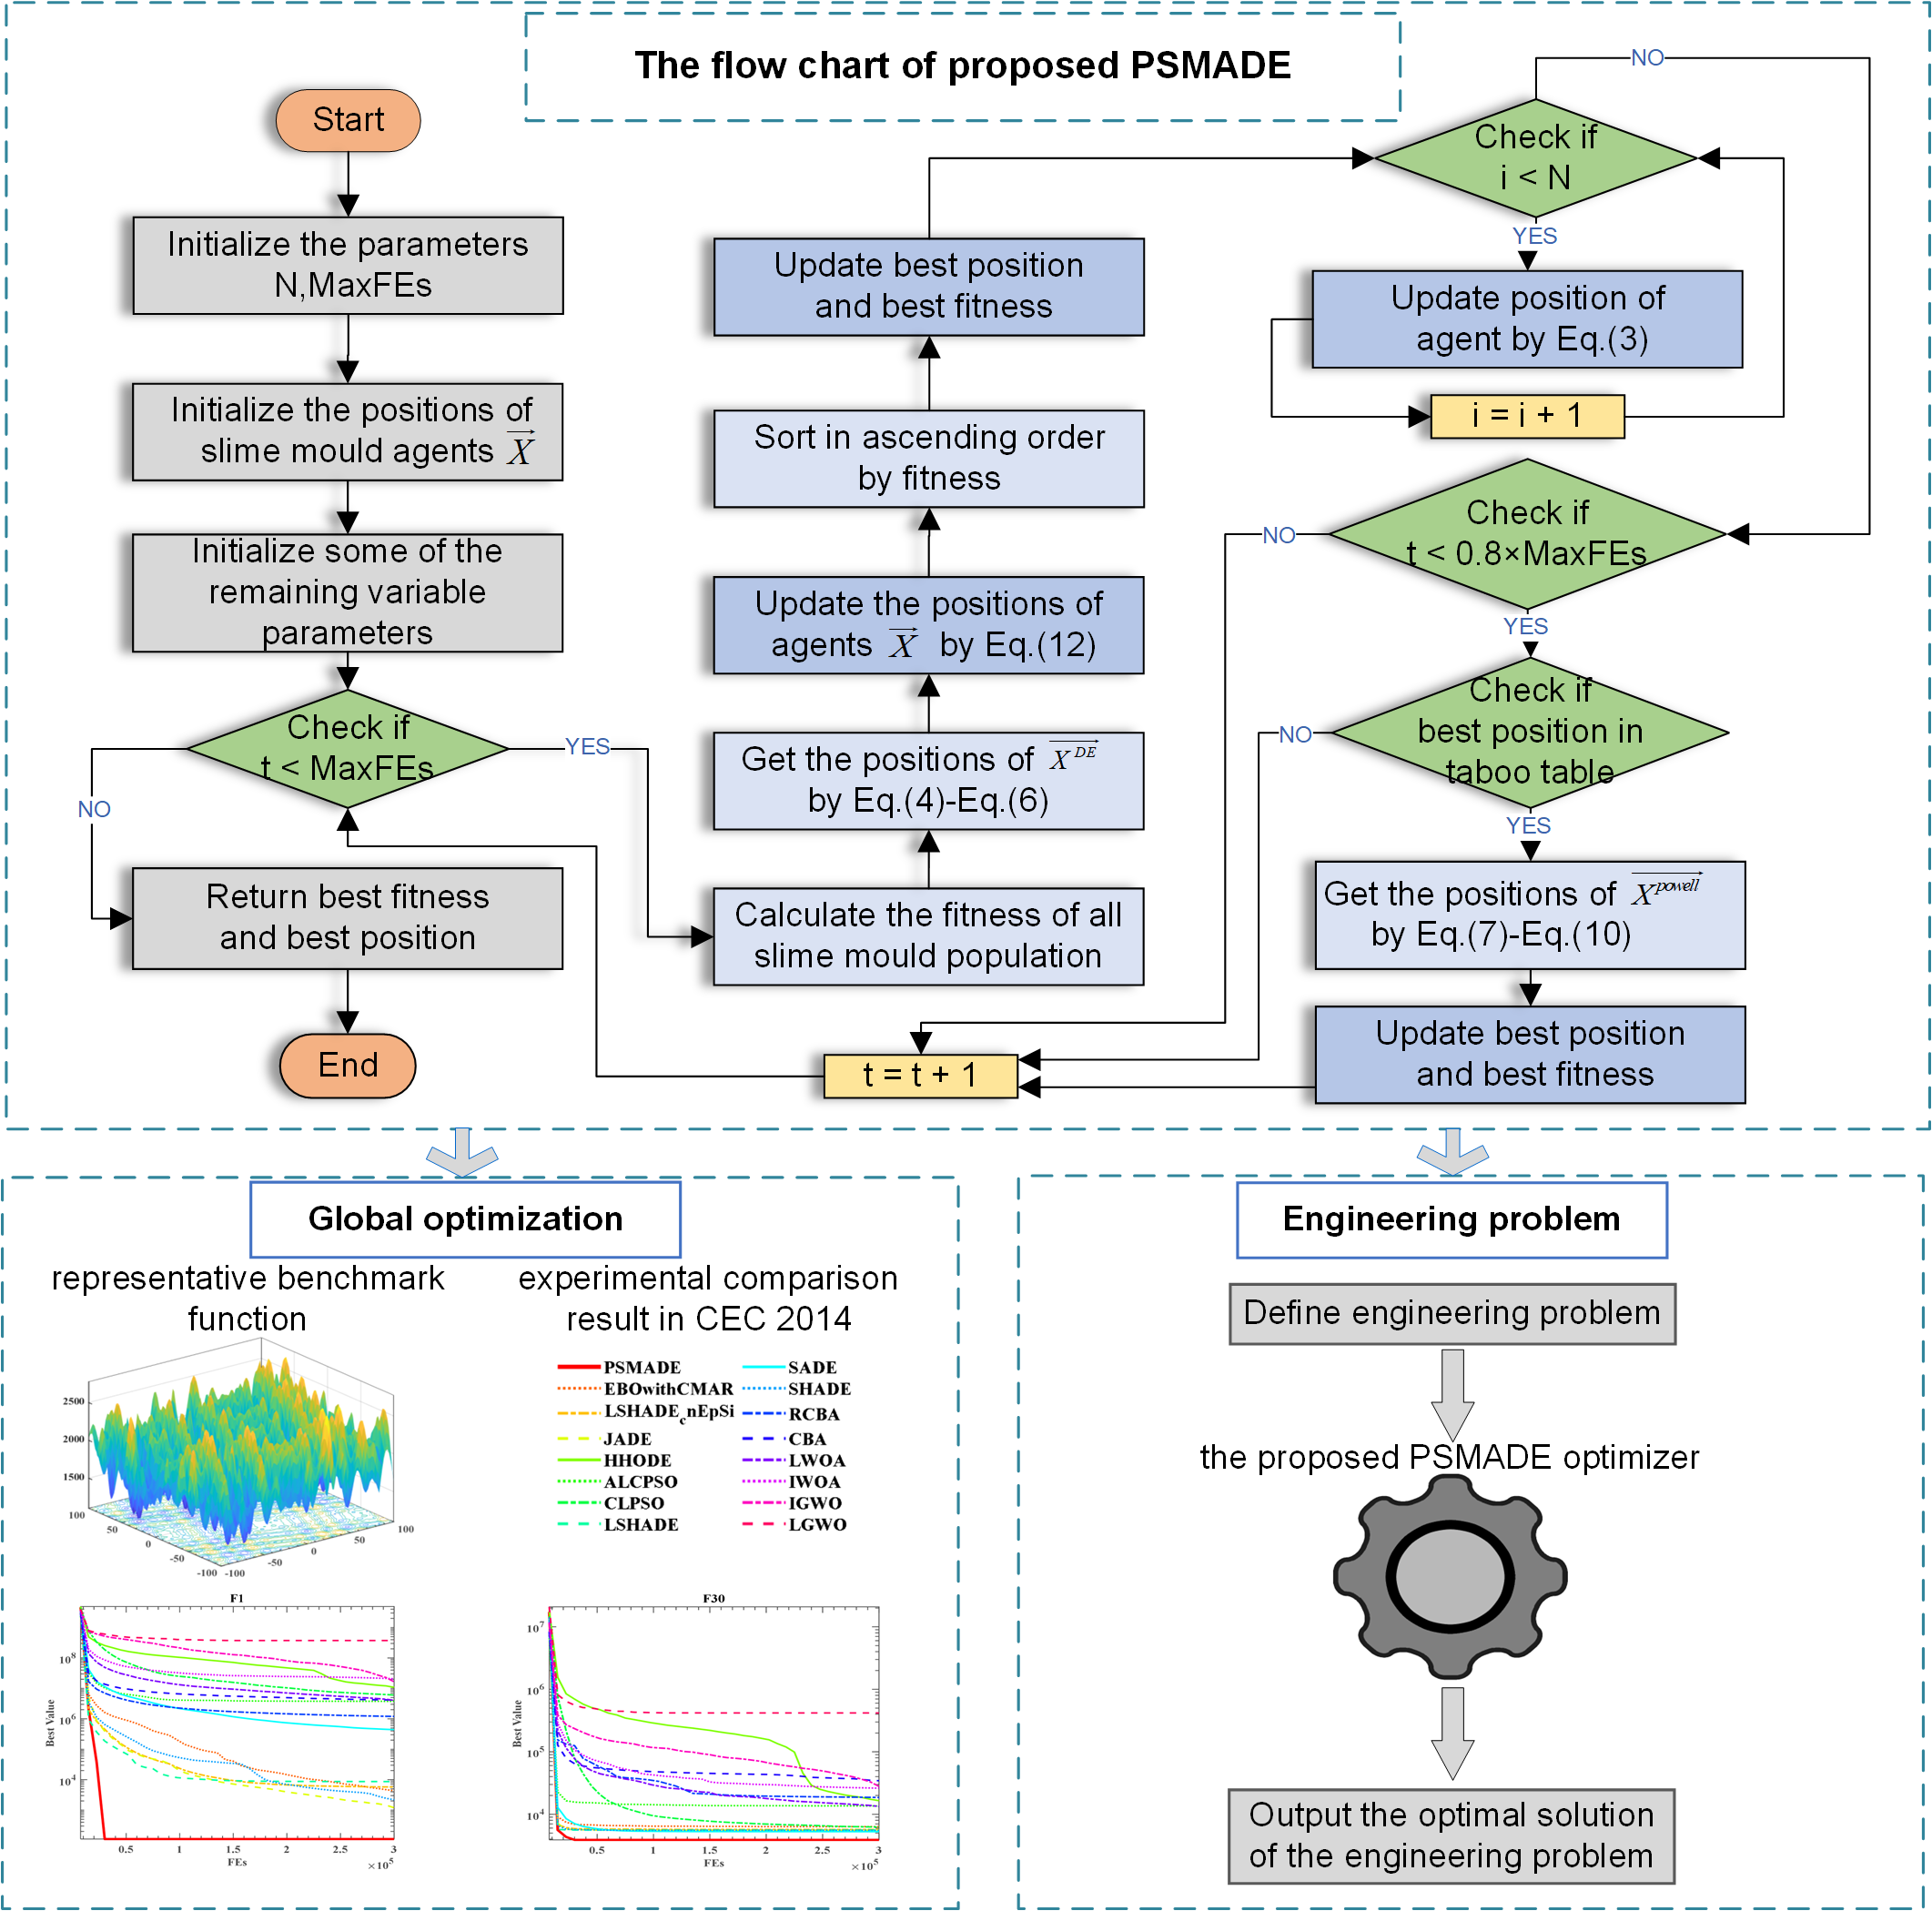 The flow chart of proposed PSMADE
Start
Initialize the parameters
N,MaxFEs
Initialize the positions of
slime mould agents X
Initialize some of the
remaining variable
parameters
Check if
t < MaxFEs
YES
NO
Return best fitness
and best position
End
Update best position
and best fitness
Sort in ascending order
by fitness
Update the positions of
agents X by Eq.(12)
Get the positions of X^DE
by Eq.(4)-Eq.(6)
Calculate the fitness of all
slime mould population
t = t + 1
NO
Check if
i < N
YES
Update position of
agent by Eq.(3)
i = i + 1
Check if
t < 0.8×MaxFEs
NO
YES
Check if
best position in
taboo table
NO
YES
Get the positions of X^powell
by Eq.(7)-Eq.(10)
Update best position
and best fitness
Global optimization
representative benchmark
function
2500
2000
1500
100
50
0
-50
-100
-100
-50
0
50
100
experimental comparison
result in CEC 2014
PSMADE
EBOwithCMAR
LSHADE_cnEpSi
JADE
HHODE
ALCPSO
CLPSO
LSHADE
SADE
SHADE
RCBA
CBA
LWOA
IWOA
IGWO
LGWO
F1
Best Value
10^8
10^6
10^4
0.5 1 1.5 2 2.5 3
FEs
×10^5
F30
Best Value
10^7
10^6
10^5
10^4
0.5 1 1.5 2 2.5 3
FEs
×10^5
Engineering problem
Define engineering problem
the proposed PSMADE optimizer
Output the optimal solution
of the engineering problem